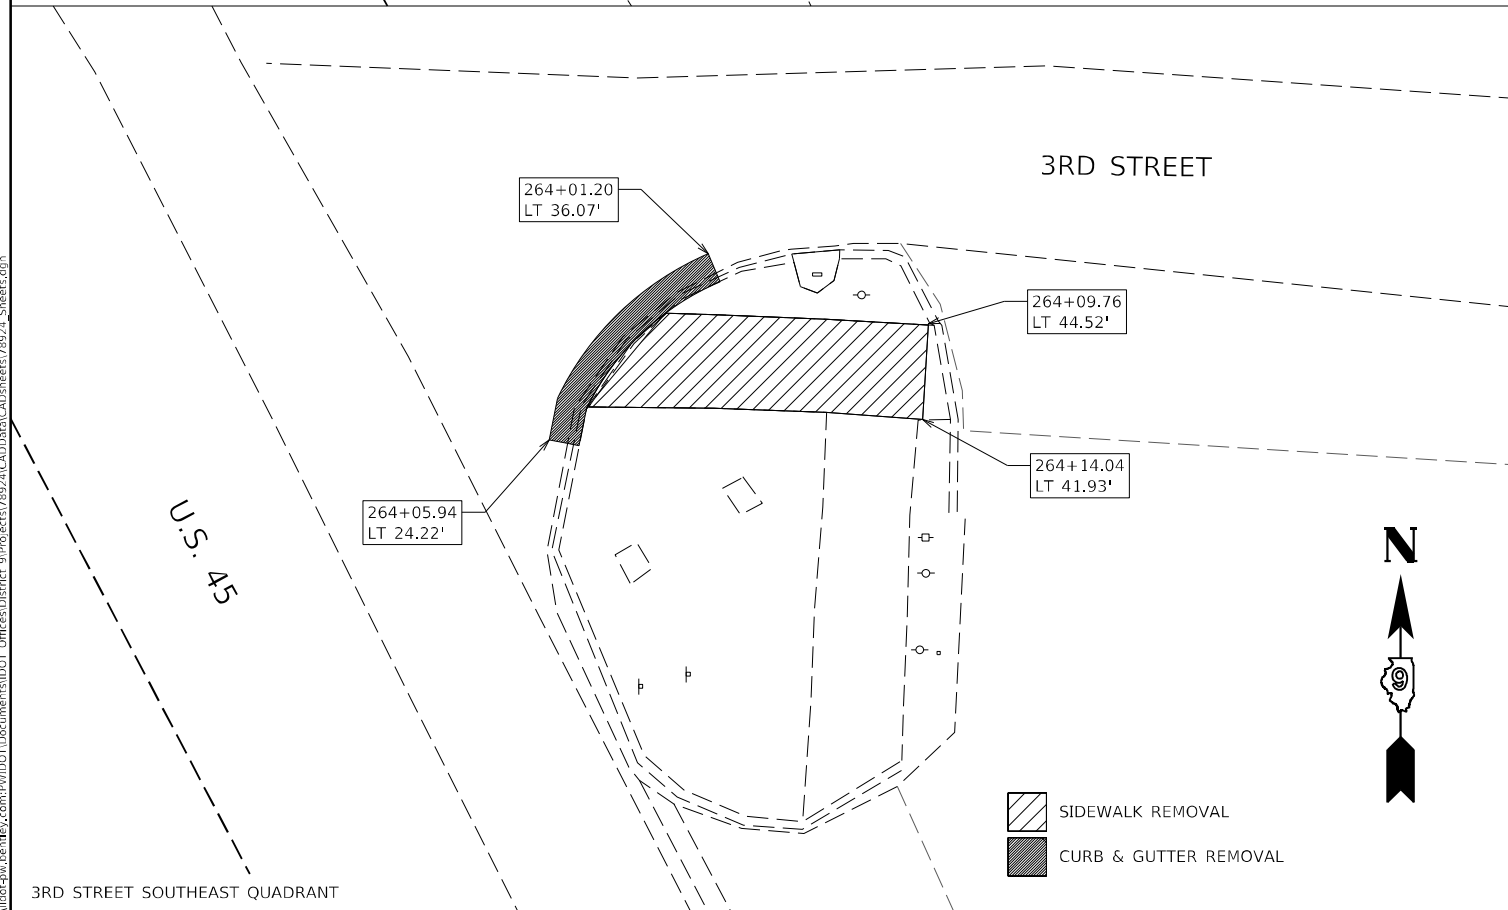 3RD STREET
264+01.20
LT 36.07'
264+09.76
LT 44.52'
264+14.04
LT 41.93'
264+05.94
LT 24.22'
U.S. 45
N
9
SIDEWALK REMOVAL
CURB & GUTTER REMOVAL
3RD STREET SOUTHEAST QUADRANT